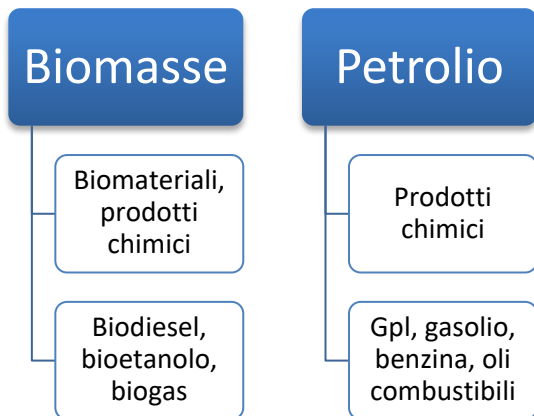 Biomasse
Biomateriali,
prodotti
chimici
Biodiesel,
bioetanolo,
biogas
Petrolio
Prodotti
chimici
Gpl, gasolio,
benzina, oli
combustibili